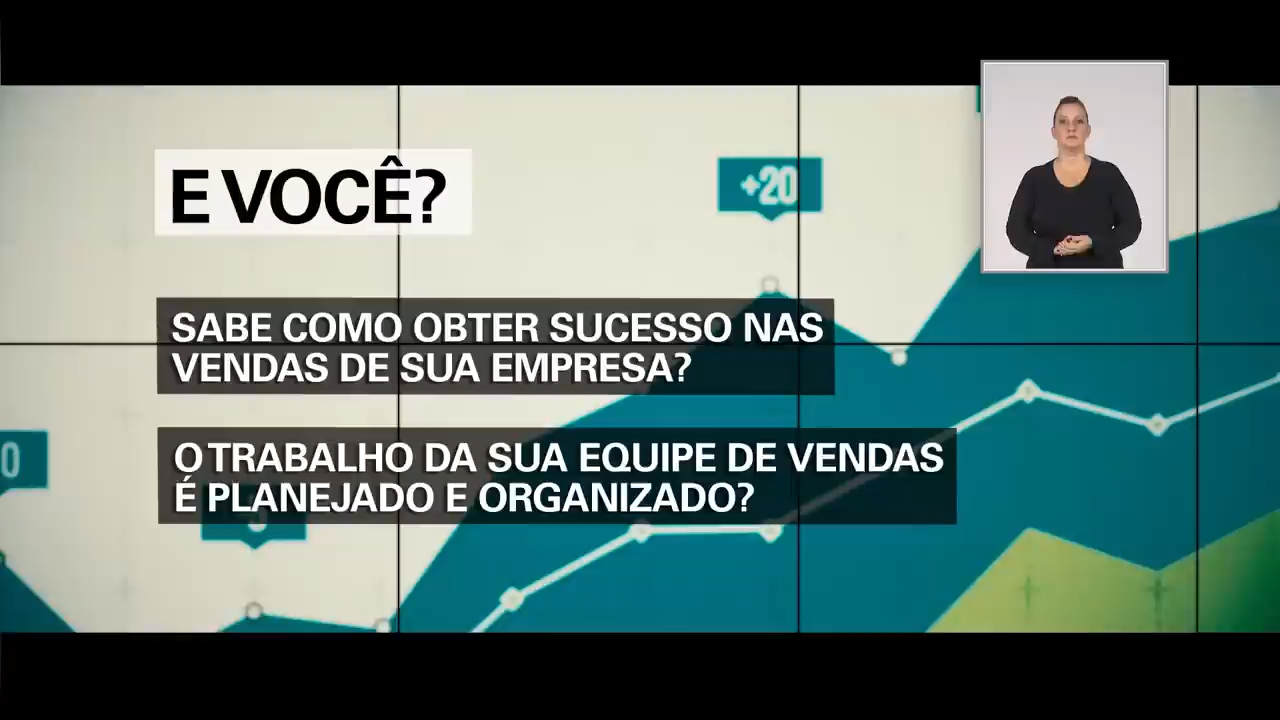 E VOCÊ?
+20
SABE COMO OBTER SUCESSO NAS
VENDAS DE SUA EMPRESA?
O TRABALHO DA SUA EQUIPE DE VENDAS
É PLANEJADO E ORGANIZADO?